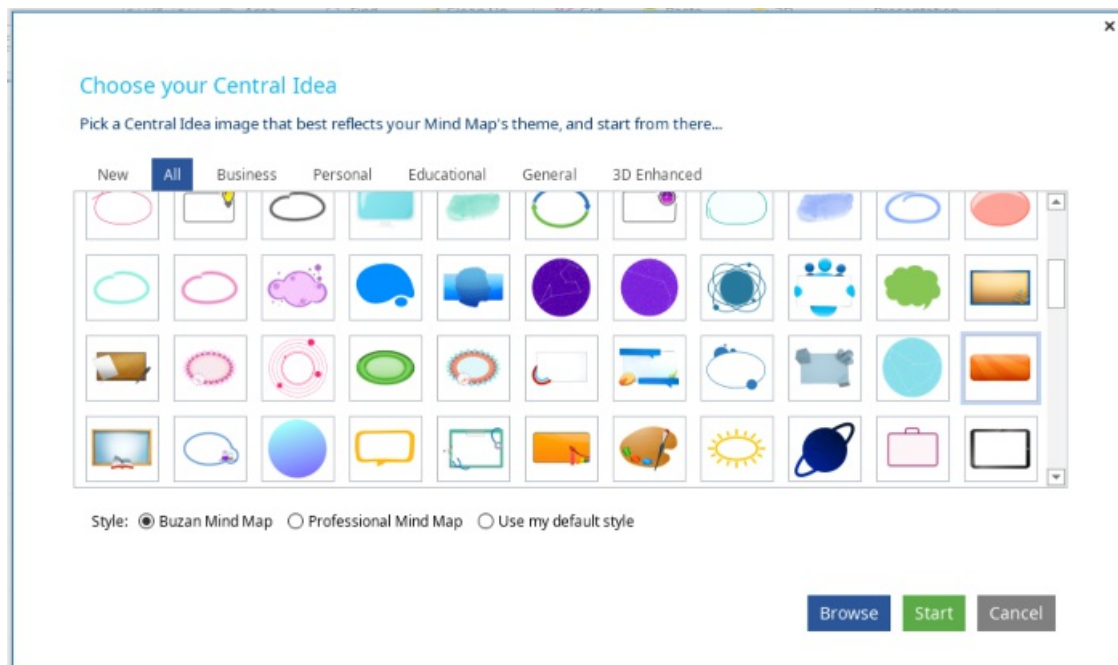 Choose your Central Idea
Pick a Central Idea image that best reflects your Mind Map's theme, and start from there...
New All Business Personal Educational General 3D Enhanced
Style: Buzan Mind Map Professional Mind Map Use my default style
Browse Start Cancel